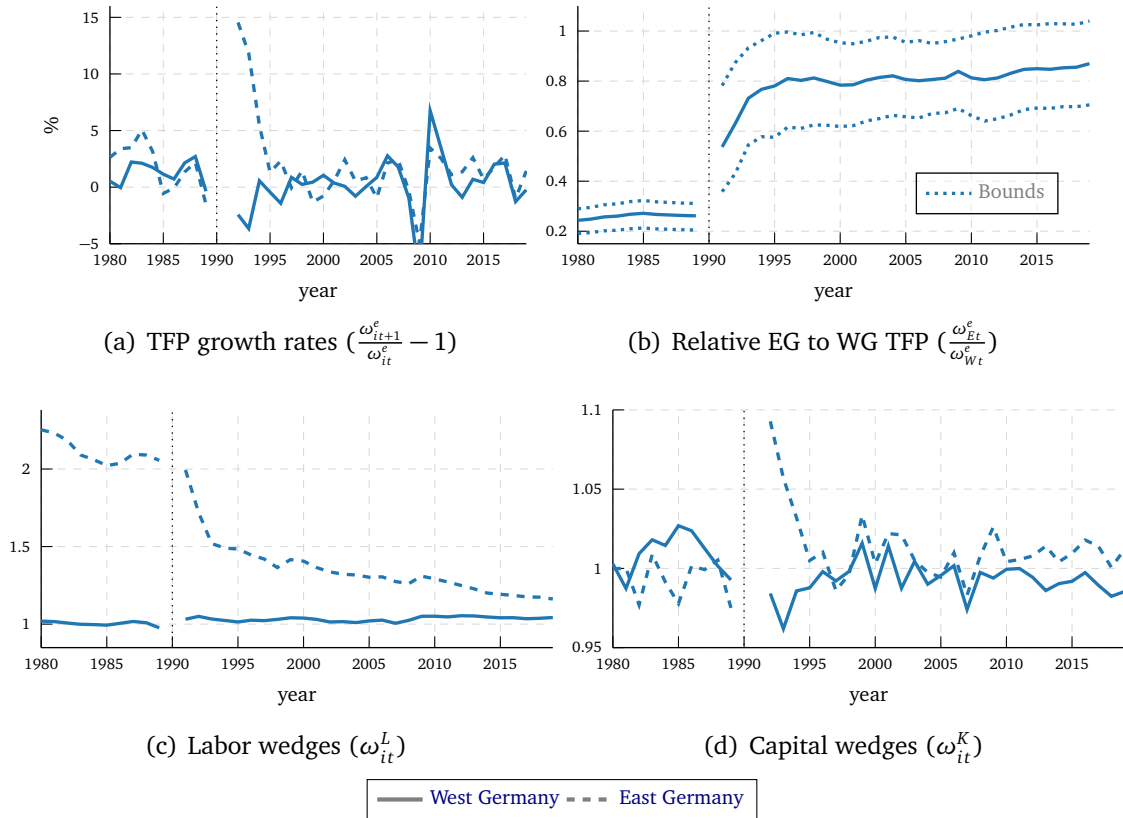 15
10
5
0
−5
%
1980 1985 1990 1995 2000 2005 2010 2015
year
(a) TFP growth rates (ω^e_{it+1}/ω^e_{it} − 1)
1
0.8
0.6
0.4
0.2
Bounds
1980 1985 1990 1995 2000 2005 2010 2015
year
(b) Relative EG to WG TFP (ω^e_{Et}/ω^e_{Wt})
2
1.5
1
1980 1985 1990 1995 2000 2005 2010 2015
year
(c) Labor wedges (ω^L_{it})
1.1
1.05
1
0.95
1980 1985 1990 1995 2000 2005 2010 2015
year
(d) Capital wedges (ω^K_{it})
West Germany East Germany